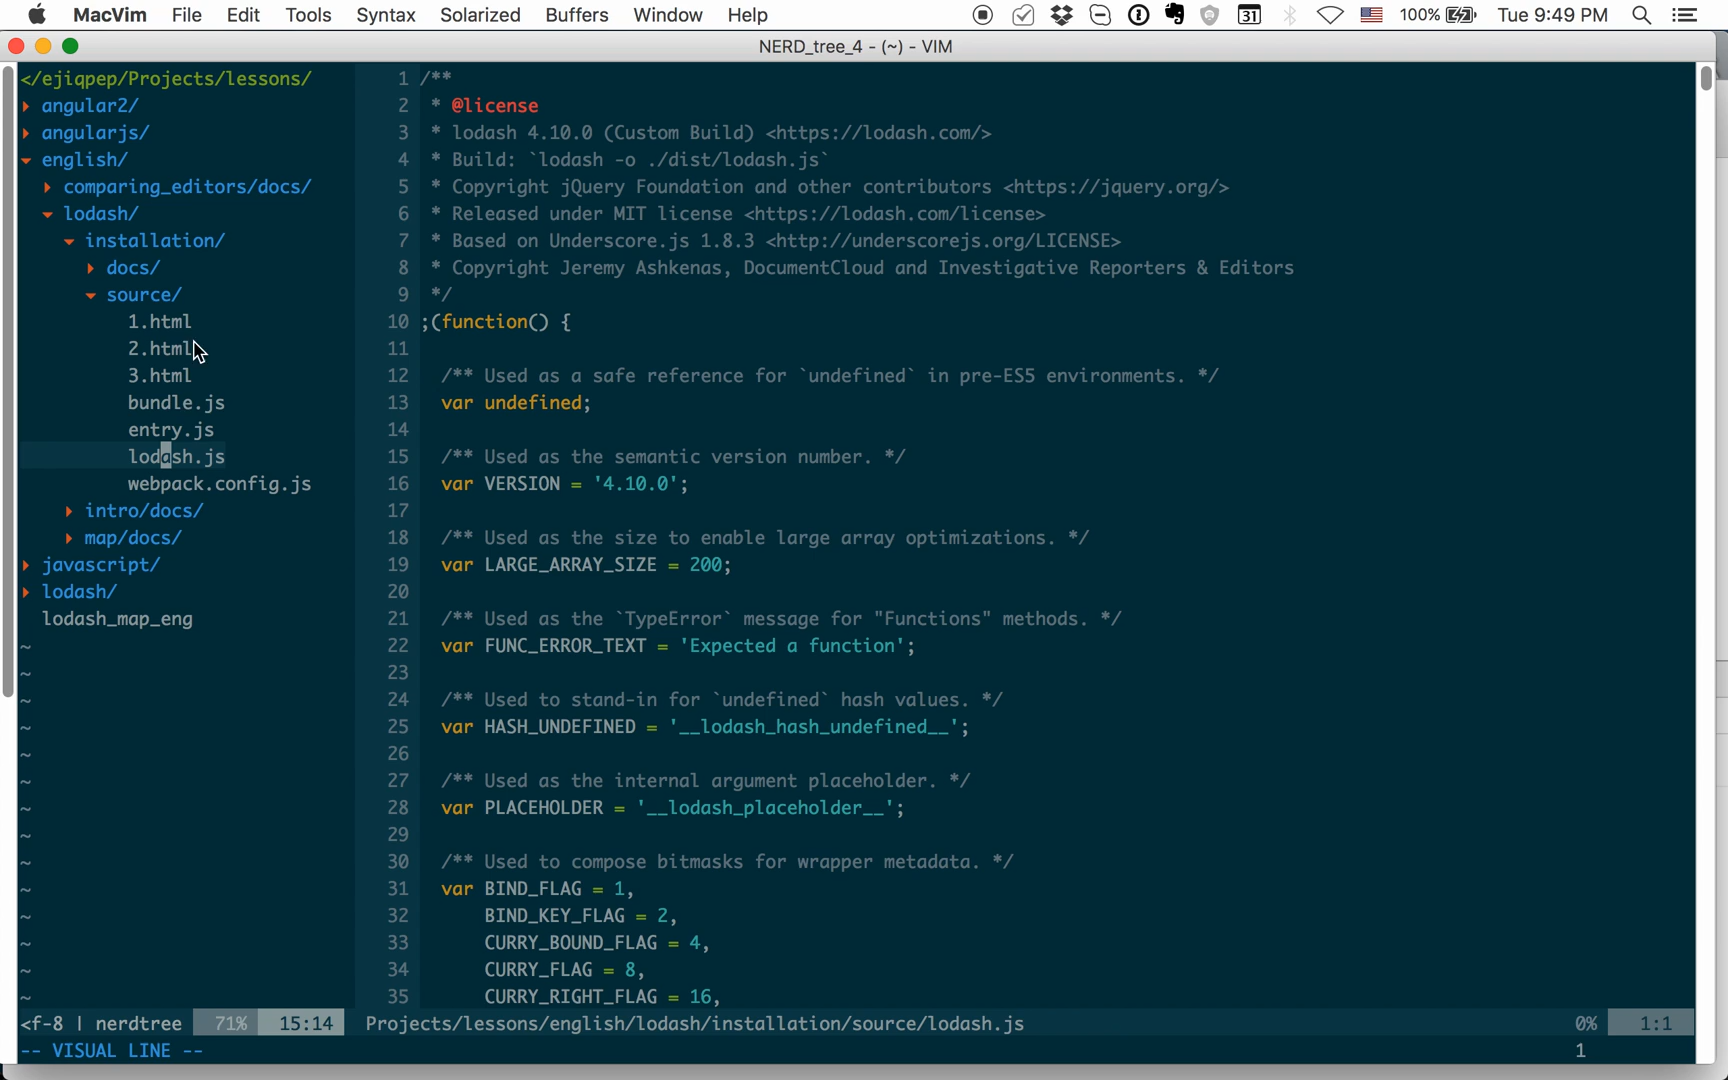 MacVim File Edit Tools Syntax Solarized Buffers Window Help 31 100% Tue 9:49 PM
NERD_tree_4 - (~) - VIM
</ejiqpep/Projects/lessons/
▸ angular2/
▸ angularjs/
▾ english/
▸ comparing_editors/docs/
▾ lodash/
▾ installation/
▸ docs/
▾ source/
1.html
2.html
3.html
bundle.js
entry.js
lodash.js
webpack.config.js
▸ intro/docs/
▸ map/docs/
▸ javascript/
▸ lodash/
lodash_map_eng
~
~
~
~
~
~
~
~
~
~
~
~
~
~
1 /**
2 * @license
3 * lodash 4.10.0 (Custom Build) <https://lodash.com/>
4 * Build: `lodash -o ./dist/lodash.js`
5 * Copyright jQuery Foundation and other contributors <https://jquery.org/>
6 * Released under MIT license <https://lodash.com/license>
7 * Based on Underscore.js 1.8.3 <http://underscorejs.org/LICENSE>
8 * Copyright Jeremy Ashkenas, DocumentCloud and Investigative Reporters & Editors
9 */
10 ;(function() {
11
12 /** Used as a safe reference for `undefined` in pre-ES5 environments. */
13 var undefined;
14
15 /** Used as the semantic version number. */
16 var VERSION = '4.10.0';
17
18 /** Used as the size to enable large array optimizations. */
19 var LARGE_ARRAY_SIZE = 200;
20
21 /** Used as the `TypeError` message for "Functions" methods. */
22 var FUNC_ERROR_TEXT = 'Expected a function';
23
24 /** Used to stand-in for `undefined` hash values. */
25 var HASH_UNDEFINED = '__lodash_hash_undefined__';
26
27 /** Used as the internal argument placeholder. */
28 var PLACEHOLDER = '__lodash_placeholder__';
29
30 /** Used to compose bitmasks for wrapper metadata. */
31 var BIND_FLAG = 1,
32 BIND_KEY_FLAG = 2,
33 CURRY_BOUND_FLAG = 4,
34 CURRY_FLAG = 8,
35 CURRY_RIGHT_FLAG = 16,
<f-8 | nerdtree 71% 15:14 Projects/lessons/english/lodash/installation/source/lodash.js 0% 1:1
-- VISUAL LINE -- 1